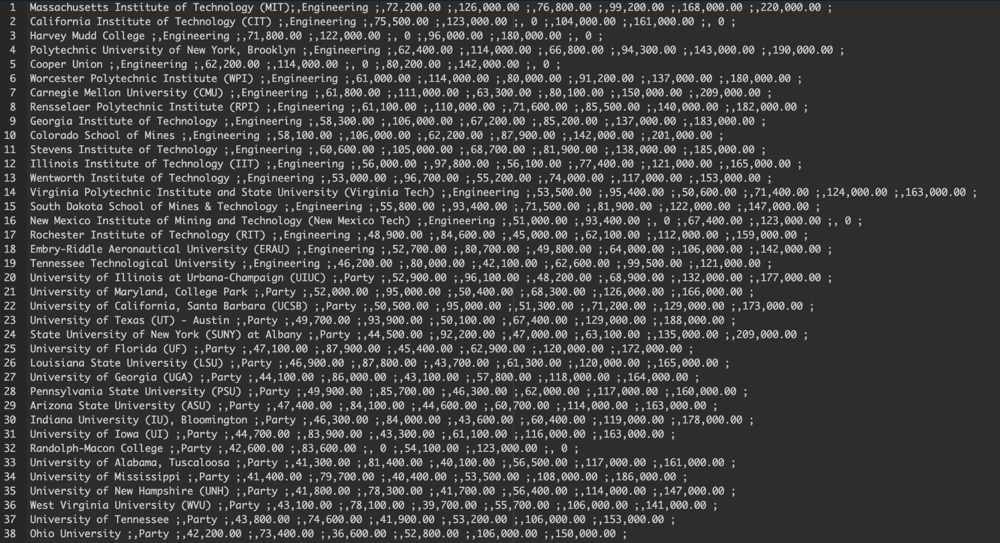 1 Massachusetts Institute of Technology (MIT);,Engineering ;,72,200.00 ;,126,000.00 ;,76,800.00 ;,99,200.00 ;,168,000.00 ;,220,000.00 ;
2 California Institute of Technology (CIT) ;,Engineering ;,75,500.00 ;,123,000.00 ;, 0 ;,104,000.00 ;,161,000.00 ;, 0 ;
3 Harvey Mudd College ;,Engineering ;,71,800.00 ;,122,000.00 ;, 0 ;,96,000.00 ;,180,000.00 ;, 0 ;
4 Polytechnic University of New York, Brooklyn ;,Engineering ;,62,400.00 ;,114,000.00 ;,66,800.00 ;,94,300.00 ;,143,000.00 ;,190,000.00 ;
5 Cooper Union ;,Engineering ;,62,200.00 ;,114,000.00 ;, 0 ;,80,200.00 ;,142,000.00 ;, 0 ;
6 Worcester Polytechnic Institute (WPI) ;,Engineering ;,61,000.00 ;,114,000.00 ;,80,000.00 ;,91,200.00 ;,137,000.00 ;,180,000.00 ;
7 Carnegie Mellon University (CMU) ;,Engineering ;,61,800.00 ;,111,000.00 ;,63,300.00 ;,80,100.00 ;,150,000.00 ;,209,000.00 ;
8 Rensselaer Polytechnic Institute (RPI) ;,Engineering ;,61,100.00 ;,110,000.00 ;,71,600.00 ;,85,500.00 ;,140,000.00 ;,182,000.00 ;
9 Georgia Institute of Technology ;,Engineering ;,58,300.00 ;,106,000.00 ;,67,200.00 ;,85,200.00 ;,137,000.00 ;,183,000.00 ;
10 Colorado School of Mines ;,Engineering ;,58,100.00 ;,106,000.00 ;,62,200.00 ;,87,900.00 ;,142,000.00 ;,201,000.00 ;
11 Stevens Institute of Technology ;,Engineering ;,60,600.00 ;,105,000.00 ;,68,700.00 ;,81,900.00 ;,138,000.00 ;,185,000.00 ;
12 Illinois Institute of Technology (IIT) ;,Engineering ;,56,000.00 ;,97,800.00 ;,56,100.00 ;,77,400.00 ;,121,000.00 ;,165,000.00 ;
13 Wentworth Institute of Technology ;,Engineering ;,53,000.00 ;,96,700.00 ;,55,200.00 ;,74,000.00 ;,117,000.00 ;,153,000.00 ;
14 Virginia Polytechnic Institute and State University (Virginia Tech) ;,Engineering ;,53,500.00 ;,95,400.00 ;,50,600.00 ;,71,400.00 ;,124,000.00 ;,163,000.00 ;
15 South Dakota School of Mines & Technology ;,Engineering ;,55,800.00 ;,93,400.00 ;,71,500.00 ;,81,900.00 ;,122,000.00 ;,147,000.00 ;
16 New Mexico Institute of Mining and Technology (New Mexico Tech) ;,Engineering ;,51,000.00 ;,93,400.00 ;, 0 ;,67,400.00 ;,123,000.00 ;, 0 ;
17 Rochester Institute of Technology (RIT) ;,Engineering ;,48,900.00 ;,84,600.00 ;,45,000.00 ;,62,100.00 ;,112,000.00 ;,159,000.00 ;
18 Embry-Riddle Aeronautical University (ERAU) ;,Engineering ;,52,700.00 ;,80,700.00 ;,49,800.00 ;,64,000.00 ;,106,000.00 ;,142,000.00 ;
19 Tennessee Technological University ;,Engineering ;,46,200.00 ;,80,000.00 ;,42,100.00 ;,62,600.00 ;,99,500.00 ;,121,000.00 ;
20 University of Illinois at Urbana-Champaign (UIUC) ;,Party ;,52,900.00 ;,96,100.00 ;,48,200.00 ;,68,900.00 ;,132,000.00 ;,177,000.00 ;
21 University of Maryland, College Park ;,Party ;,52,000.00 ;,95,000.00 ;,50,400.00 ;,68,300.00 ;,126,000.00 ;,166,000.00 ;
22 University of California, Santa Barbara (UCSB) ;,Party ;,50,500.00 ;,95,000.00 ;,51,300.00 ;,71,200.00 ;,129,000.00 ;,173,000.00 ;
23 University of Texas (UT) - Austin ;,Party ;,49,700.00 ;,93,900.00 ;,50,100.00 ;,67,400.00 ;,129,000.00 ;,188,000.00 ;
24 State University of New York (SUNY) at Albany ;,Party ;,44,500.00 ;,92,200.00 ;,47,000.00 ;,63,100.00 ;,135,000.00 ;,209,000.00 ;
25 University of Florida (UF) ;,Party ;,47,100.00 ;,87,900.00 ;,45,400.00 ;,62,900.00 ;,120,000.00 ;,172,000.00 ;
26 Louisiana State University (LSU) ;,Party ;,46,900.00 ;,87,800.00 ;,43,700.00 ;,61,300.00 ;,120,000.00 ;,165,000.00 ;
27 University of Georgia (UGA) ;,Party ;,44,100.00 ;,86,000.00 ;,43,100.00 ;,57,800.00 ;,118,000.00 ;,164,000.00 ;
28 Pennsylvania State University (PSU) ;,Party ;,49,900.00 ;,85,700.00 ;,46,300.00 ;,62,000.00 ;,117,000.00 ;,160,000.00 ;
29 Arizona State University (ASU) ;,Party ;,47,400.00 ;,84,100.00 ;,44,600.00 ;,60,700.00 ;,114,000.00 ;,163,000.00 ;
30 Indiana University (IU), Bloomington ;,Party ;,46,300.00 ;,84,000.00 ;,43,600.00 ;,60,400.00 ;,119,000.00 ;,178,000.00 ;
31 University of Iowa (UI) ;,Party ;,44,700.00 ;,83,900.00 ;,43,300.00 ;,61,100.00 ;,116,000.00 ;,163,000.00 ;
32 Randolph-Macon College ;,Party ;,42,600.00 ;,83,600.00 ;, 0 ;,54,100.00 ;,123,000.00 ;, 0 ;
33 University of Alabama, Tuscaloosa ;,Party ;,41,300.00 ;,81,400.00 ;,40,100.00 ;,56,500.00 ;,117,000.00 ;,161,000.00 ;
34 University of Mississippi ;,Party ;,41,400.00 ;,79,700.00 ;,40,400.00 ;,53,500.00 ;,108,000.00 ;,186,000.00 ;
35 University of New Hampshire (UNH) ;,Party ;,41,800.00 ;,78,300.00 ;,41,700.00 ;,56,400.00 ;,114,000.00 ;,147,000.00 ;
36 West Virginia University (WVU) ;,Party ;,43,100.00 ;,78,100.00 ;,39,700.00 ;,55,700.00 ;,106,000.00 ;,141,000.00 ;
37 University of Tennessee ;,Party ;,43,800.00 ;,74,600.00 ;,41,900.00 ;,53,200.00 ;,106,000.00 ;,153,000.00 ;
38 Ohio University ;,Party ;,42,200.00 ;,73,400.00 ;,36,600.00 ;,52,800.00 ;,106,000.00 ;,150,000.00 ;